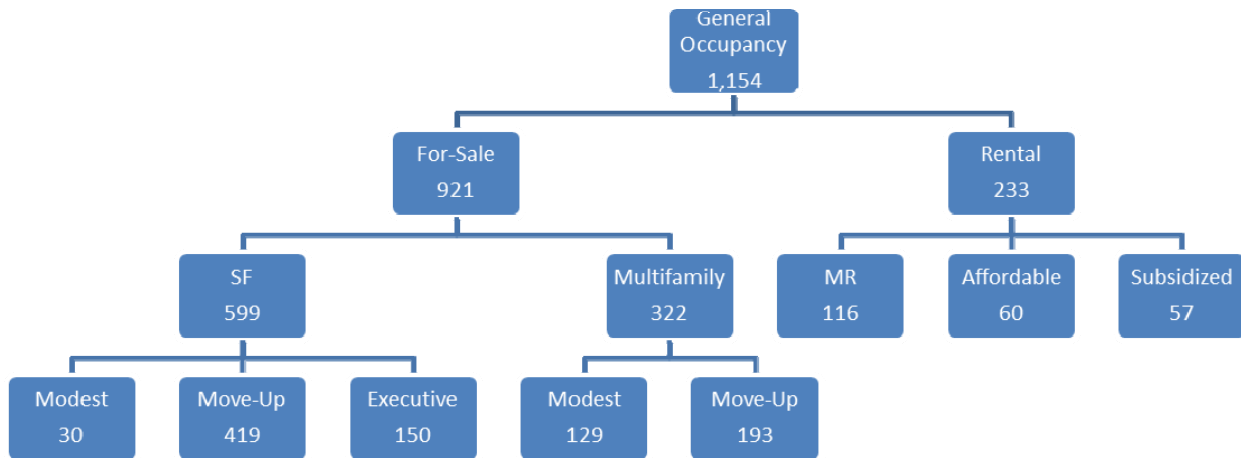 General
Occupancy
1,154
For-Sale
921
Rental
233
SF
599
Multifamily
322
MR
116
Affordable
60
Subsidized
57
Modest
30
Move-Up
419
Executive
150
Modest
129
Move-Up
193